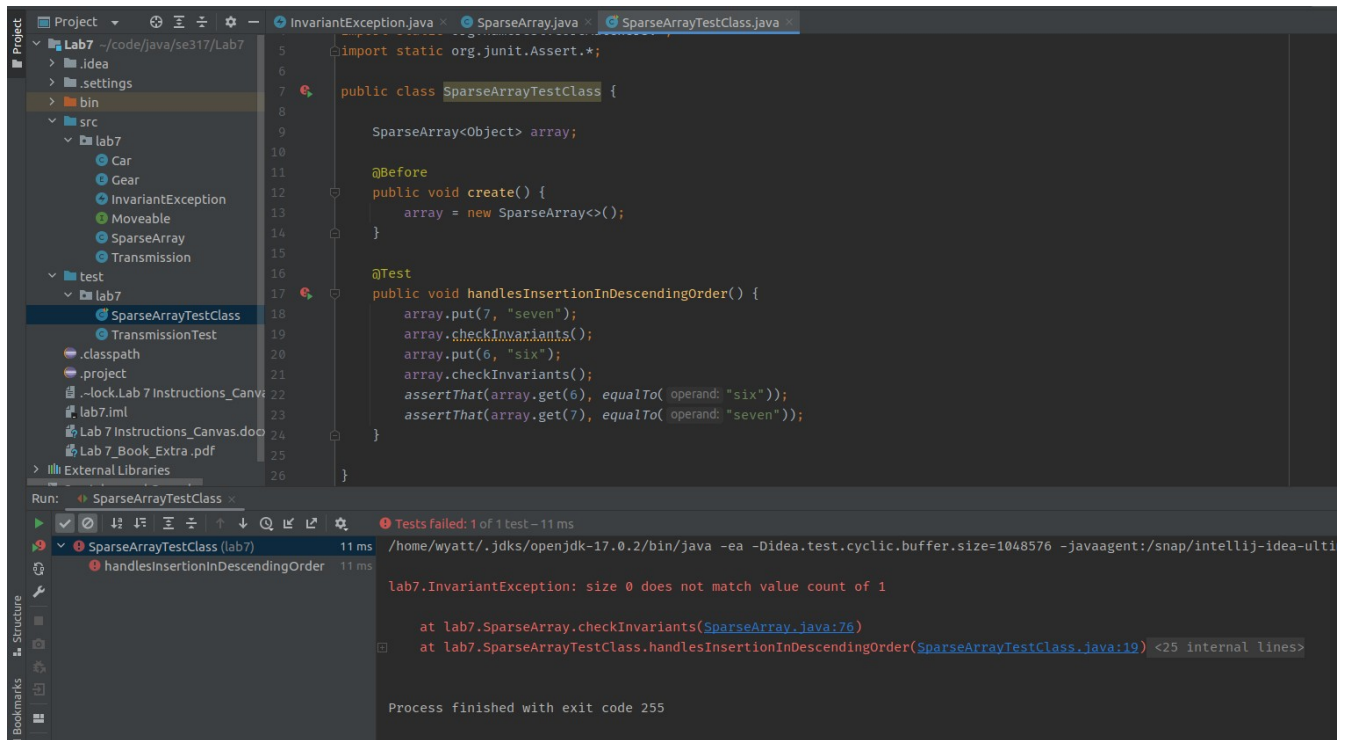 Project
InvariantException.java
SparseArray.java
SparseArrayTestClass.java
Project
Lab7 ~/code/java/se317/Lab7
.idea
.settings
bin
src
lab7
Car
Gear
InvariantException
Moveable
SparseArray
Transmission
test
lab7
SparseArrayTestClass
TransmissionTest
.classpath
.project
.~lock.Lab 7 Instructions_Canva
lab7.iml
Lab 7 Instructions_Canvas.doc
Lab 7_Book_Extra.pdf
External Libraries
5 import static org.junit.Assert.*;
6
7 public class SparseArrayTestClass {
8
9 SparseArray<Object> array;
10
11 @Before
12 public void create() {
13 array = new SparseArray<>();
14 }
15
16 @Test
17 public void handlesInsertionInDescendingOrder() {
18 array.put(7, "seven");
19 array.checkInvariants();
20 array.put(6, "six");
21 array.checkInvariants();
22 assertThat(array.get(6), equalTo( operand: "six"));
23 assertThat(array.get(7), equalTo( operand: "seven"));
24 }
25
26 }
Run: SparseArrayTestClass
Tests failed: 1 of 1 test – 11 ms
SparseArrayTestClass (lab7) 11 ms
handlesInsertionInDescendingOrder 11 ms
/home/wyatt/.jdks/openjdk-17.0.2/bin/java -ea -Didea.test.cyclic.buffer.size=1048576 -javaagent:/snap/intellij-idea-ulti
lab7.InvariantException: size 0 does not match value count of 1
at lab7.SparseArray.checkInvariants(SparseArray.java:76)
at lab7.SparseArrayTestClass.handlesInsertionInDescendingOrder(SparseArrayTestClass.java:19) <25 internal lines>
Process finished with exit code 255
Structure
Bookmarks